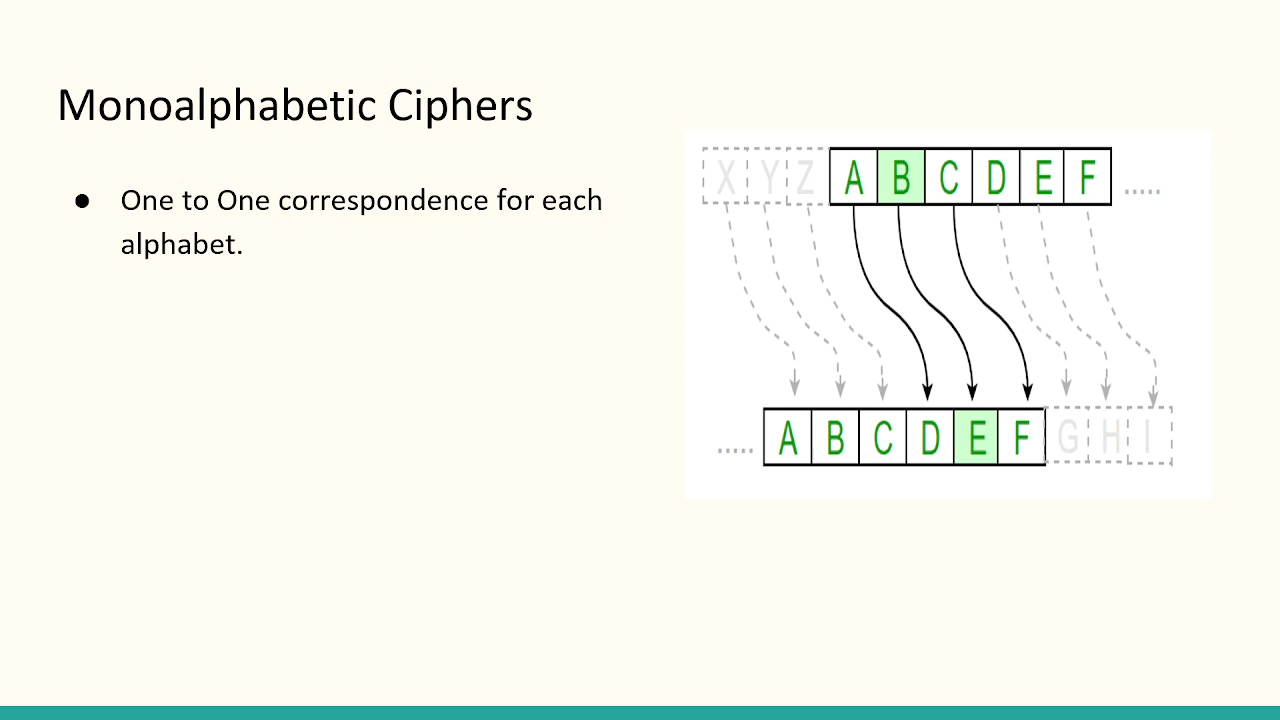 Monoalphabetic Ciphers
● One to One correspondence for each
alphabet.
X Y Z A B C D E F .....
..... A B C D E F G H I